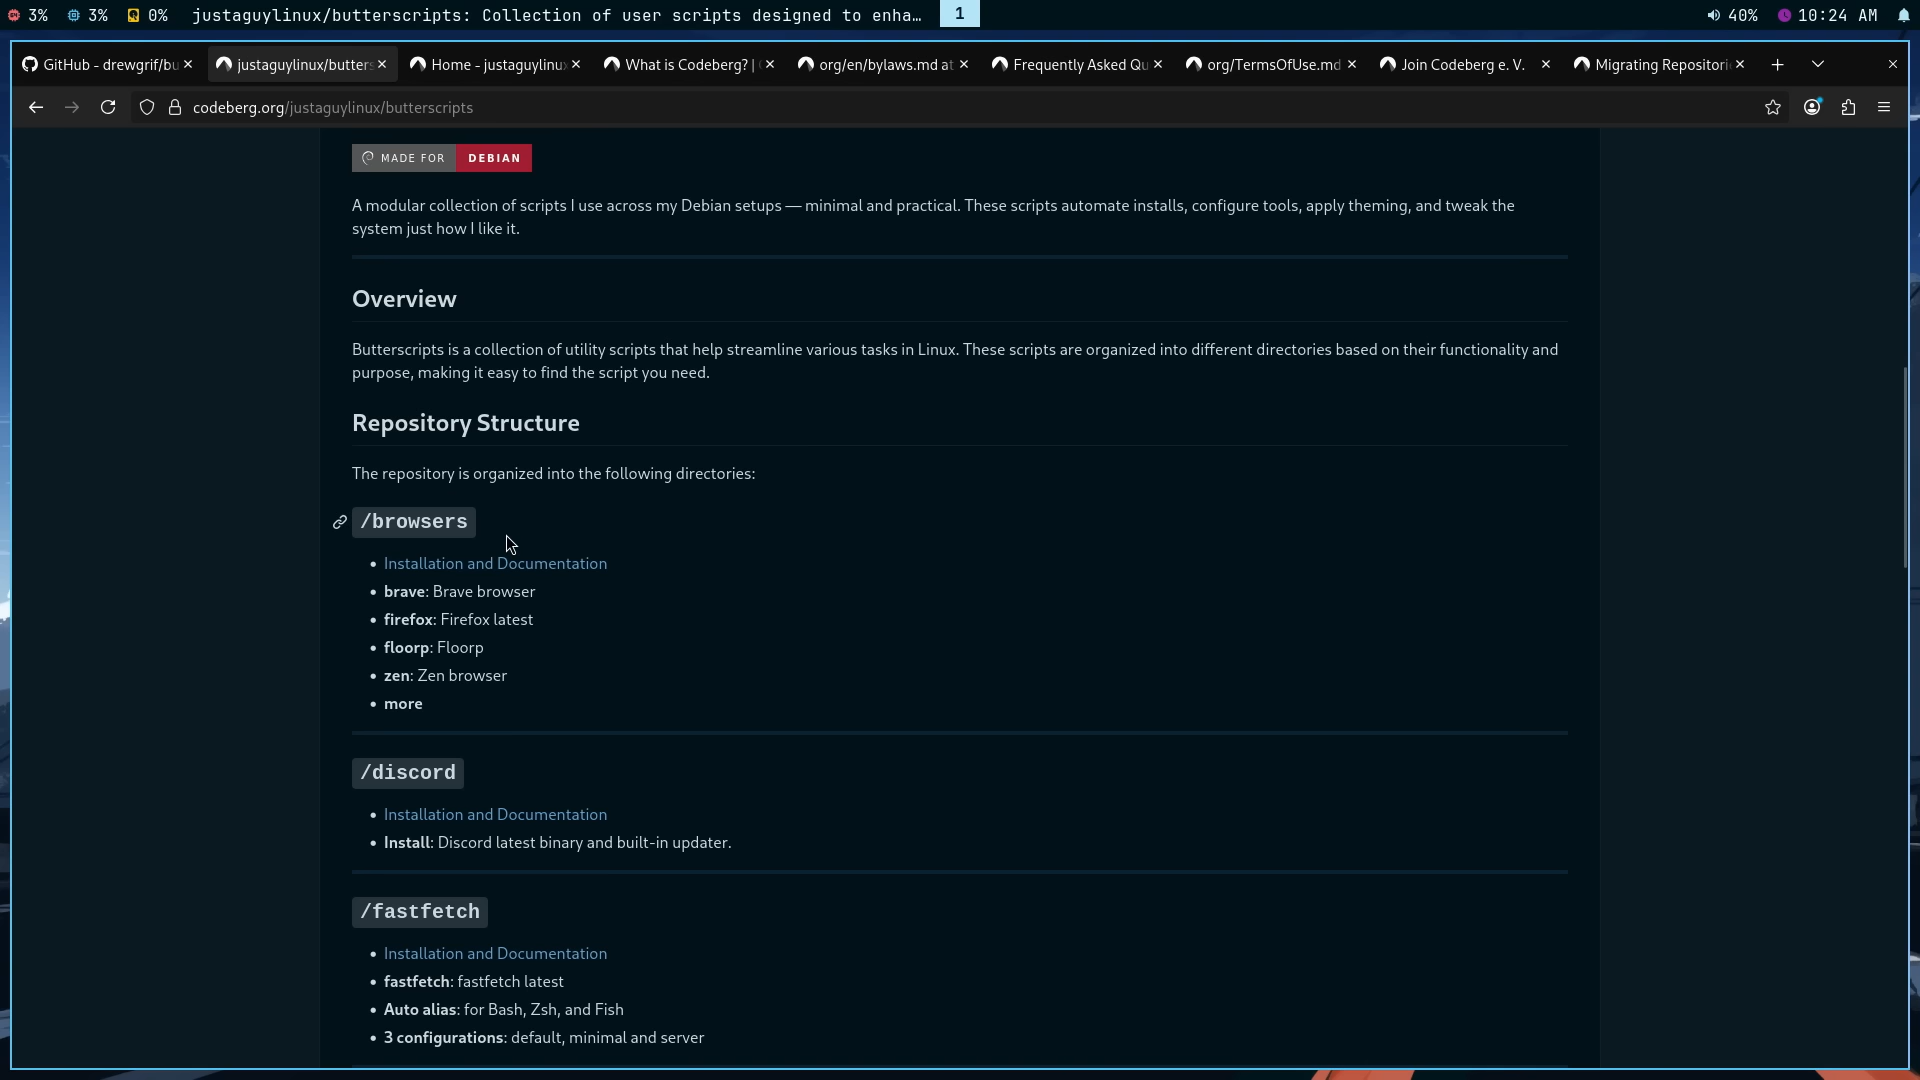 3% 3% 0% justaguylinux/butterscripts: Collection of user scripts designed to enha… 1 40% 10:24 AM
GitHub - drewgrif/bu justaguylinux/butters Home - justaguylinux What is Codeberg? | C org/en/bylaws.md at Frequently Asked Qu org/TermsOfUse.md Join Codeberg e. V. Migrating Repositori
codeberg.org/justaguylinux/butterscripts
MADE FOR DEBIAN
A modular collection of scripts I use across my Debian setups — minimal and practical. These scripts automate installs, configure tools, apply theming, and tweak the
system just how I like it.
Overview
Butterscripts is a collection of utility scripts that help streamline various tasks in Linux. These scripts are organized into different directories based on their functionality and
purpose, making it easy to find the script you need.
Repository Structure
The repository is organized into the following directories:
/browsers
• Installation and Documentation
• brave: Brave browser
• firefox: Firefox latest
• floorp: Floorp
• zen: Zen browser
• more
/discord
• Installation and Documentation
• Install: Discord latest binary and built-in updater.
/fastfetch
• Installation and Documentation
• fastfetch: fastfetch latest
• Auto alias: for Bash, Zsh, and Fish
• 3 configurations: default, minimal and server